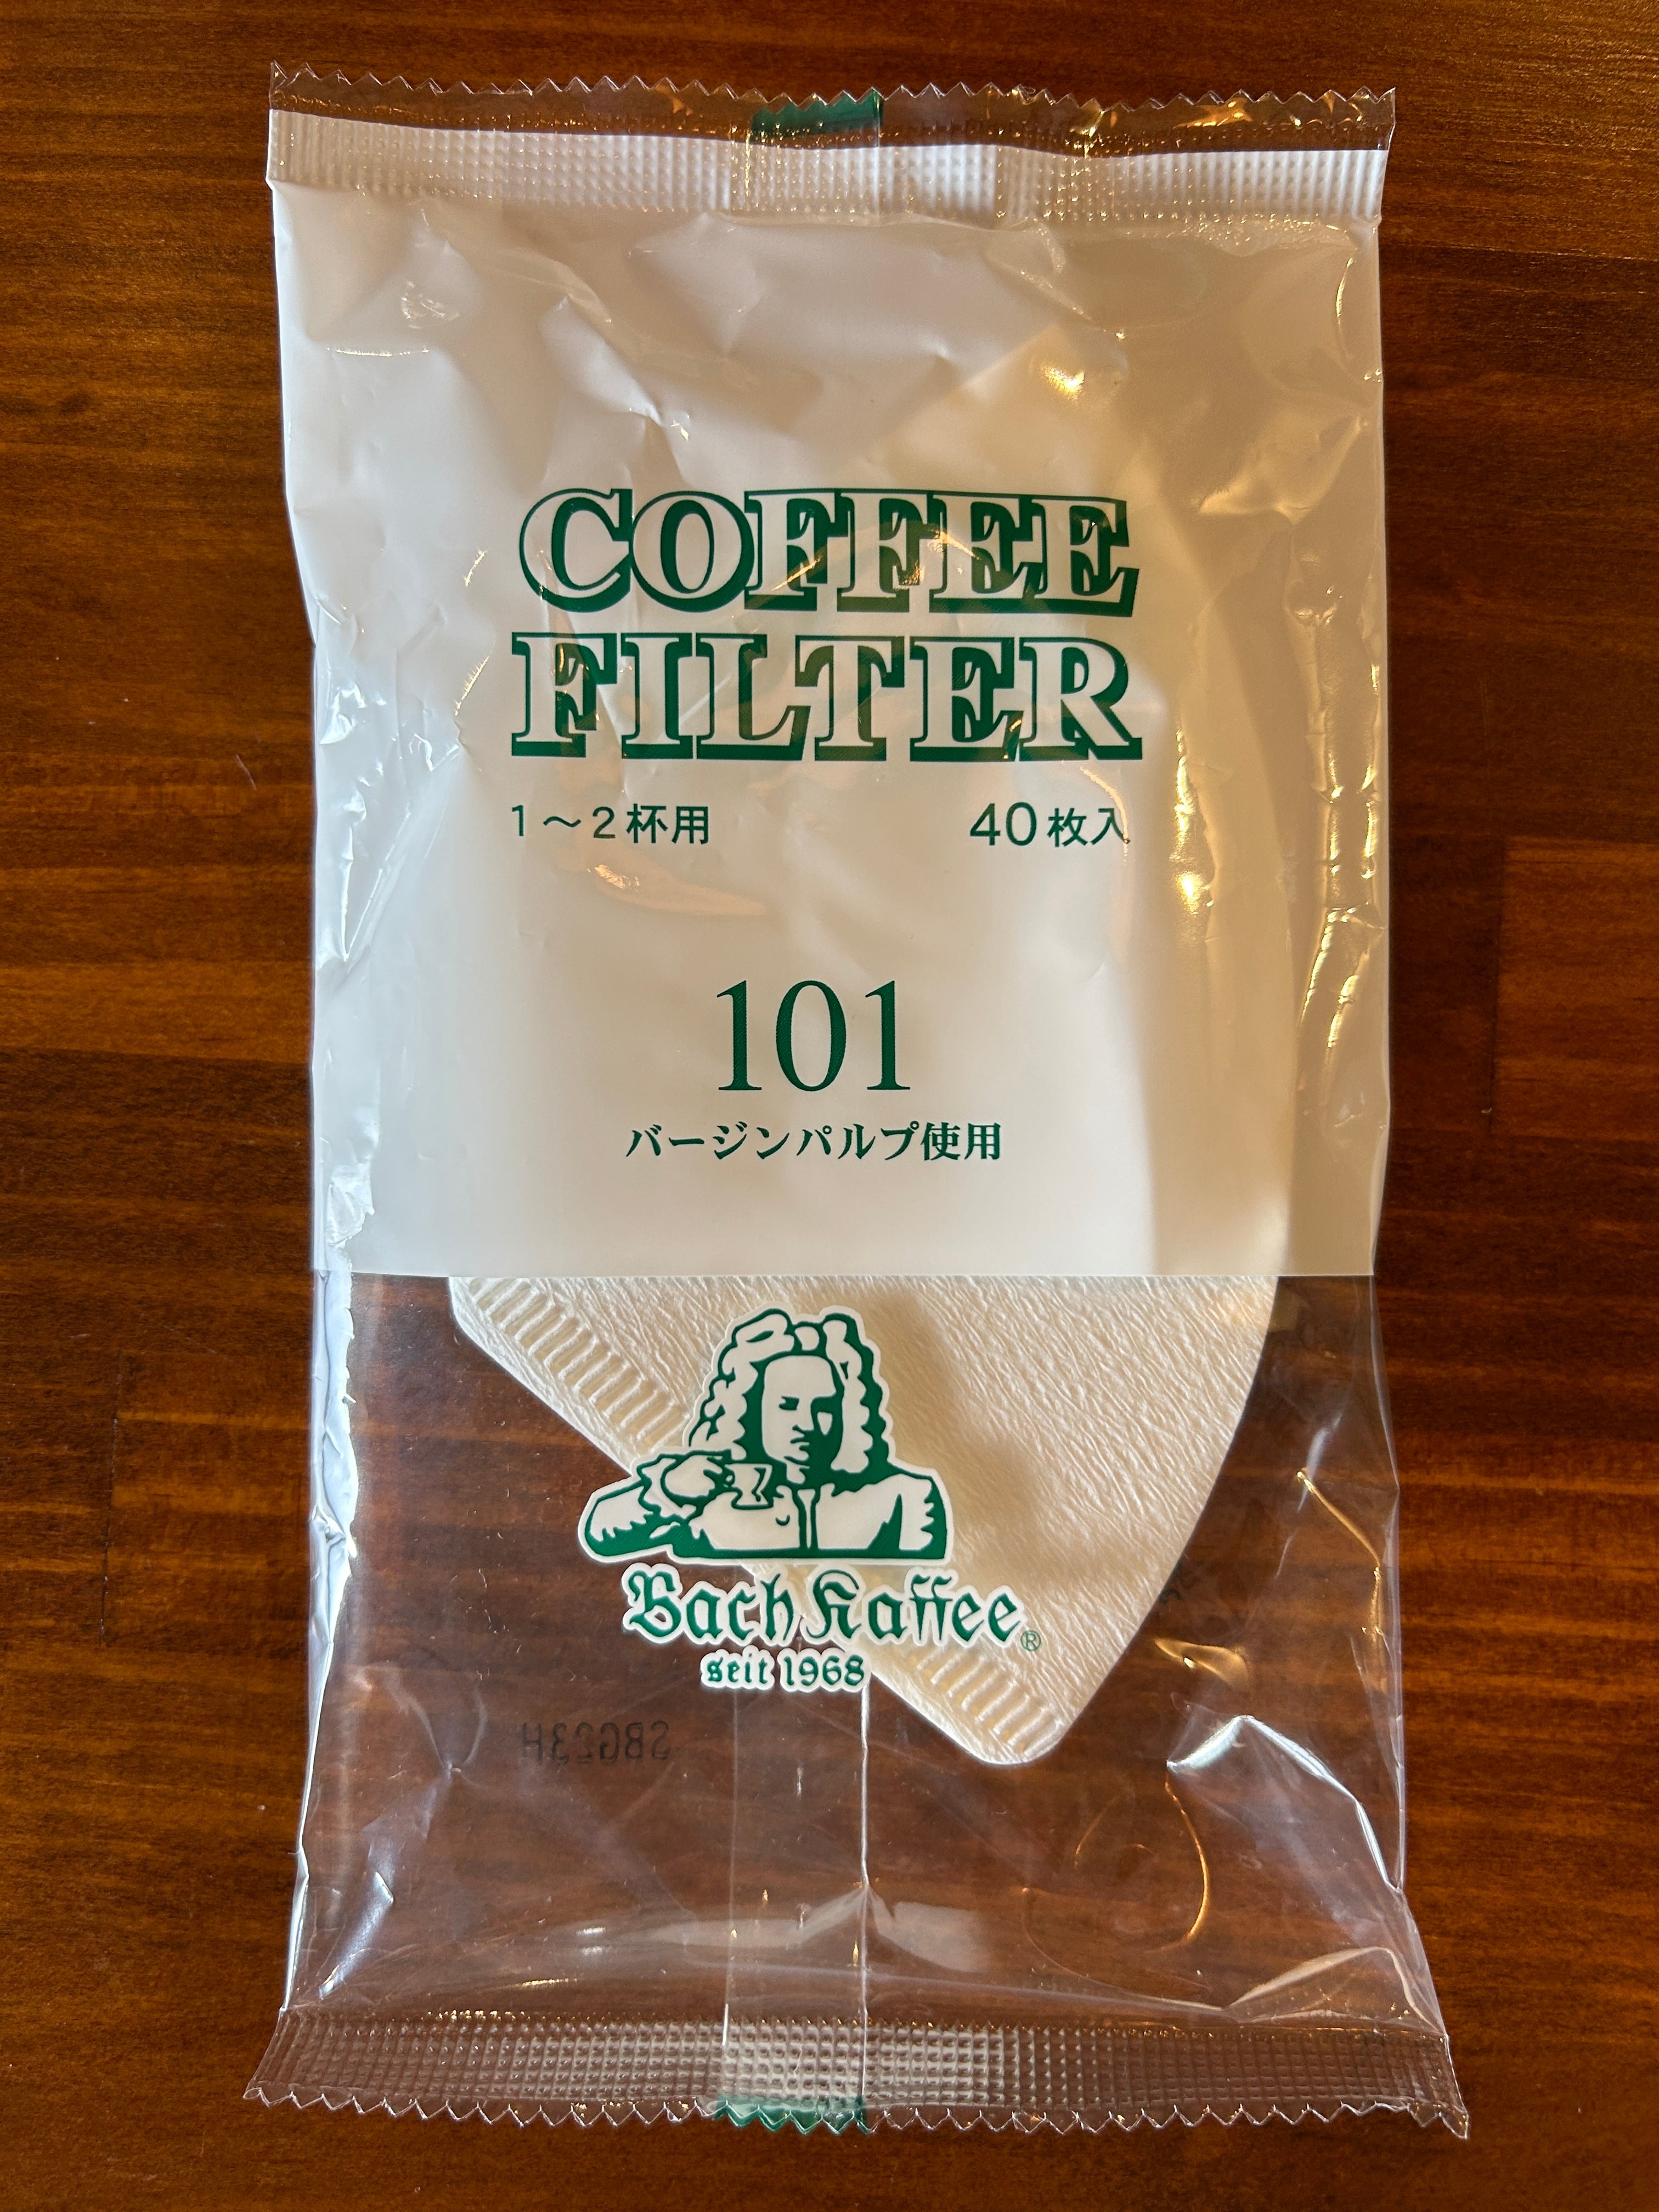 COFFEE
FILTER
1～2杯用 40枚入
101
バージンパルプ使用
Bach Kaffee®
seit 1968
SBG23H